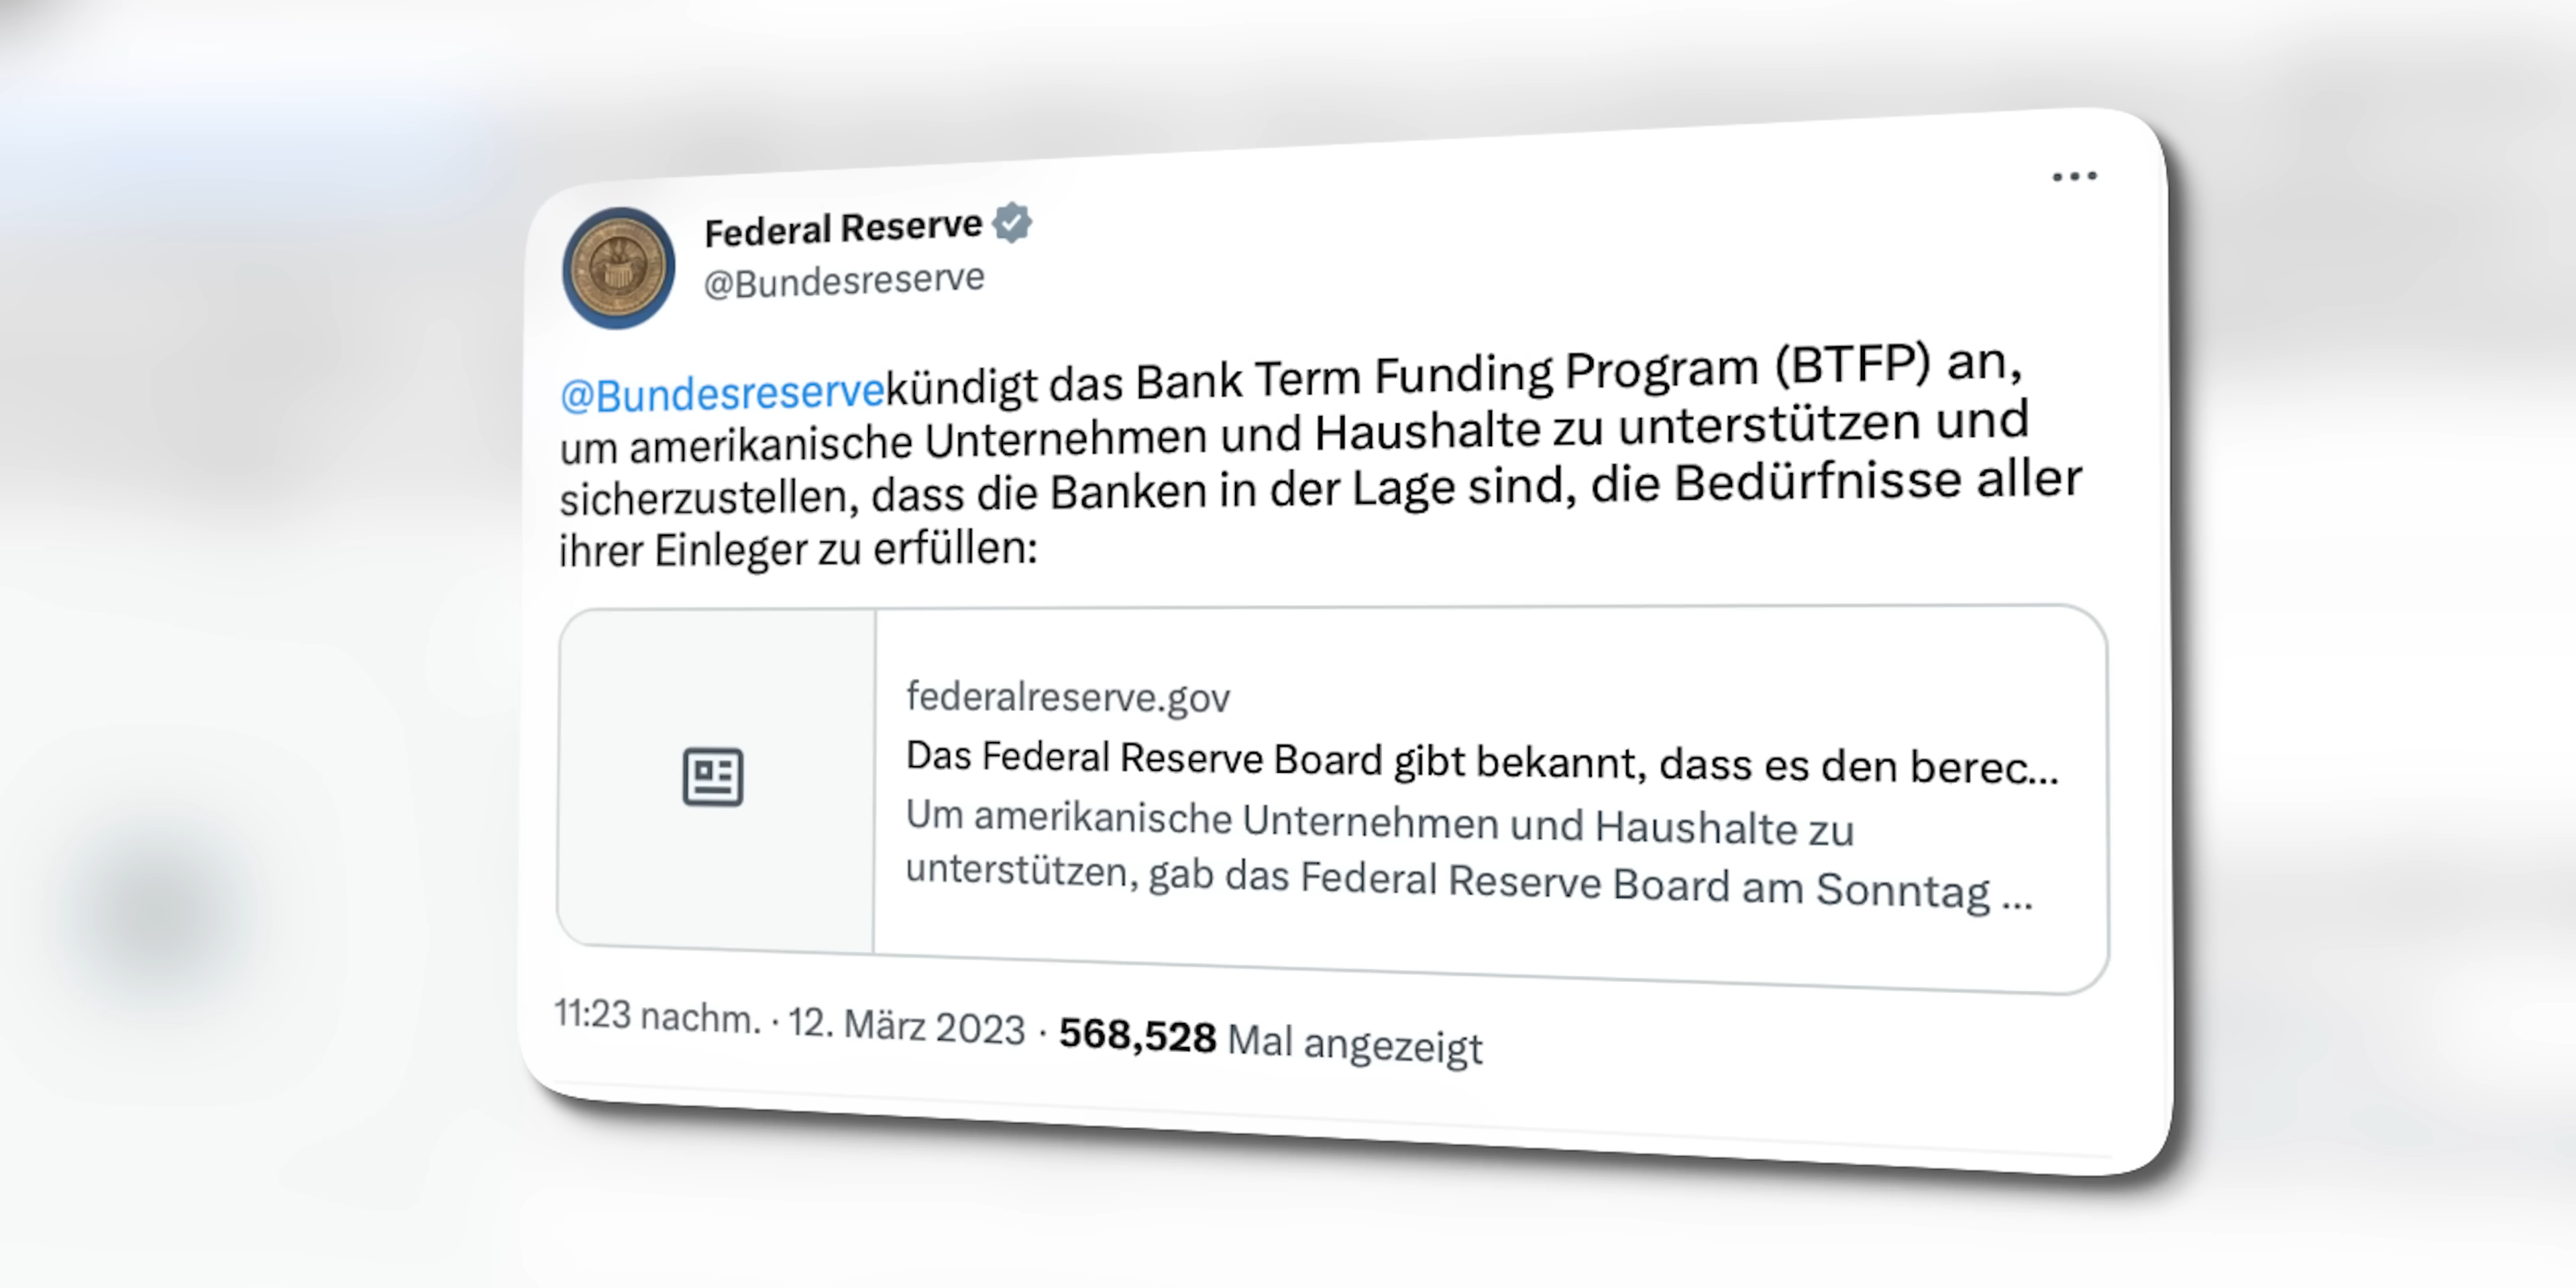 Federal Reserve
@Bundesreserve
@Bundesreservekündigt das Bank Term Funding Program (BTFP) an,
um amerikanische Unternehmen und Haushalte zu unterstützen und
sicherzustellen, dass die Banken in der Lage sind, die Bedürfnisse aller
ihrer Einleger zu erfüllen:
federalreserve.gov
Das Federal Reserve Board gibt bekannt, dass es den berec...
Um amerikanische Unternehmen und Haushalte zu
unterstützen, gab das Federal Reserve Board am Sonntag ...
11:23 nachm. · 12. März 2023 · 568,528 Mal angezeigt